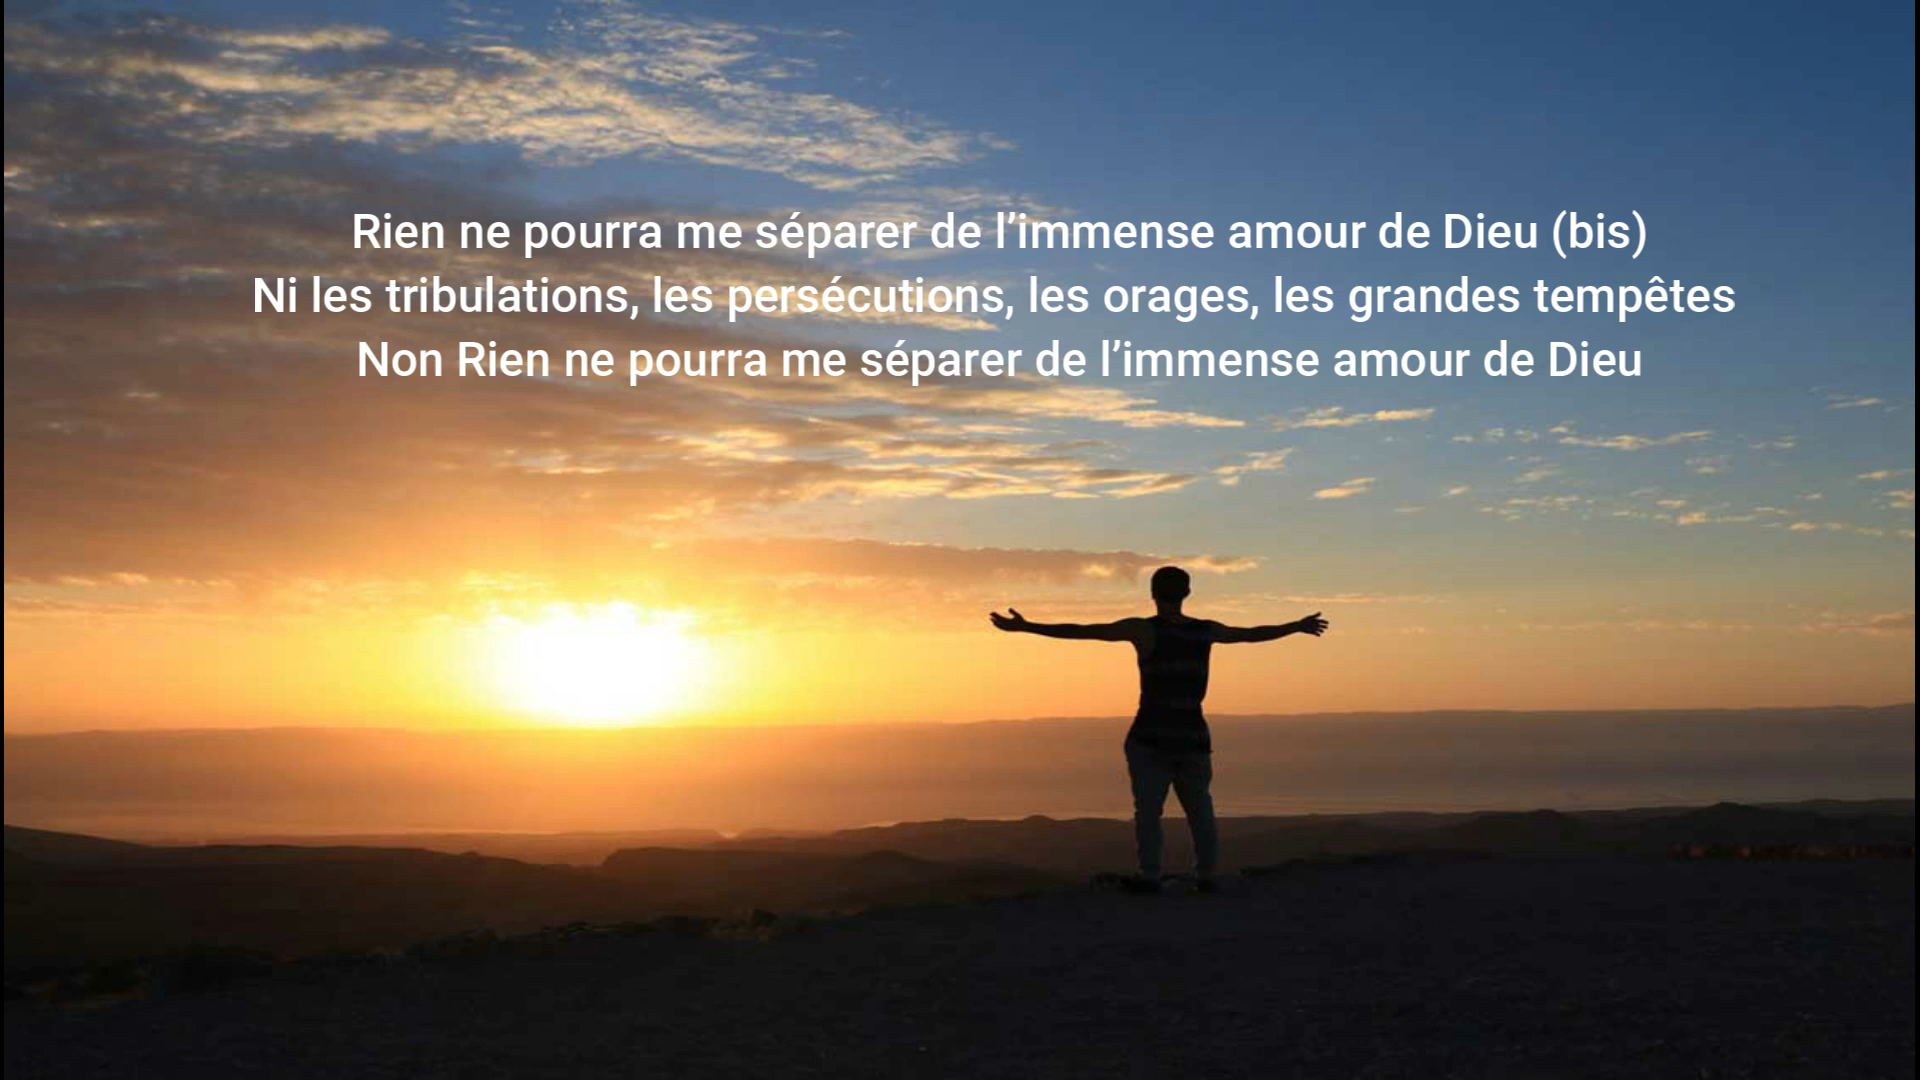 Rien ne pourra me séparer de l’immense amour de Dieu (bis)
Ni les tribulations, les persécutions, les orages, les grandes tempêtes
Non Rien ne pourra me séparer de l’immense amour de Dieu